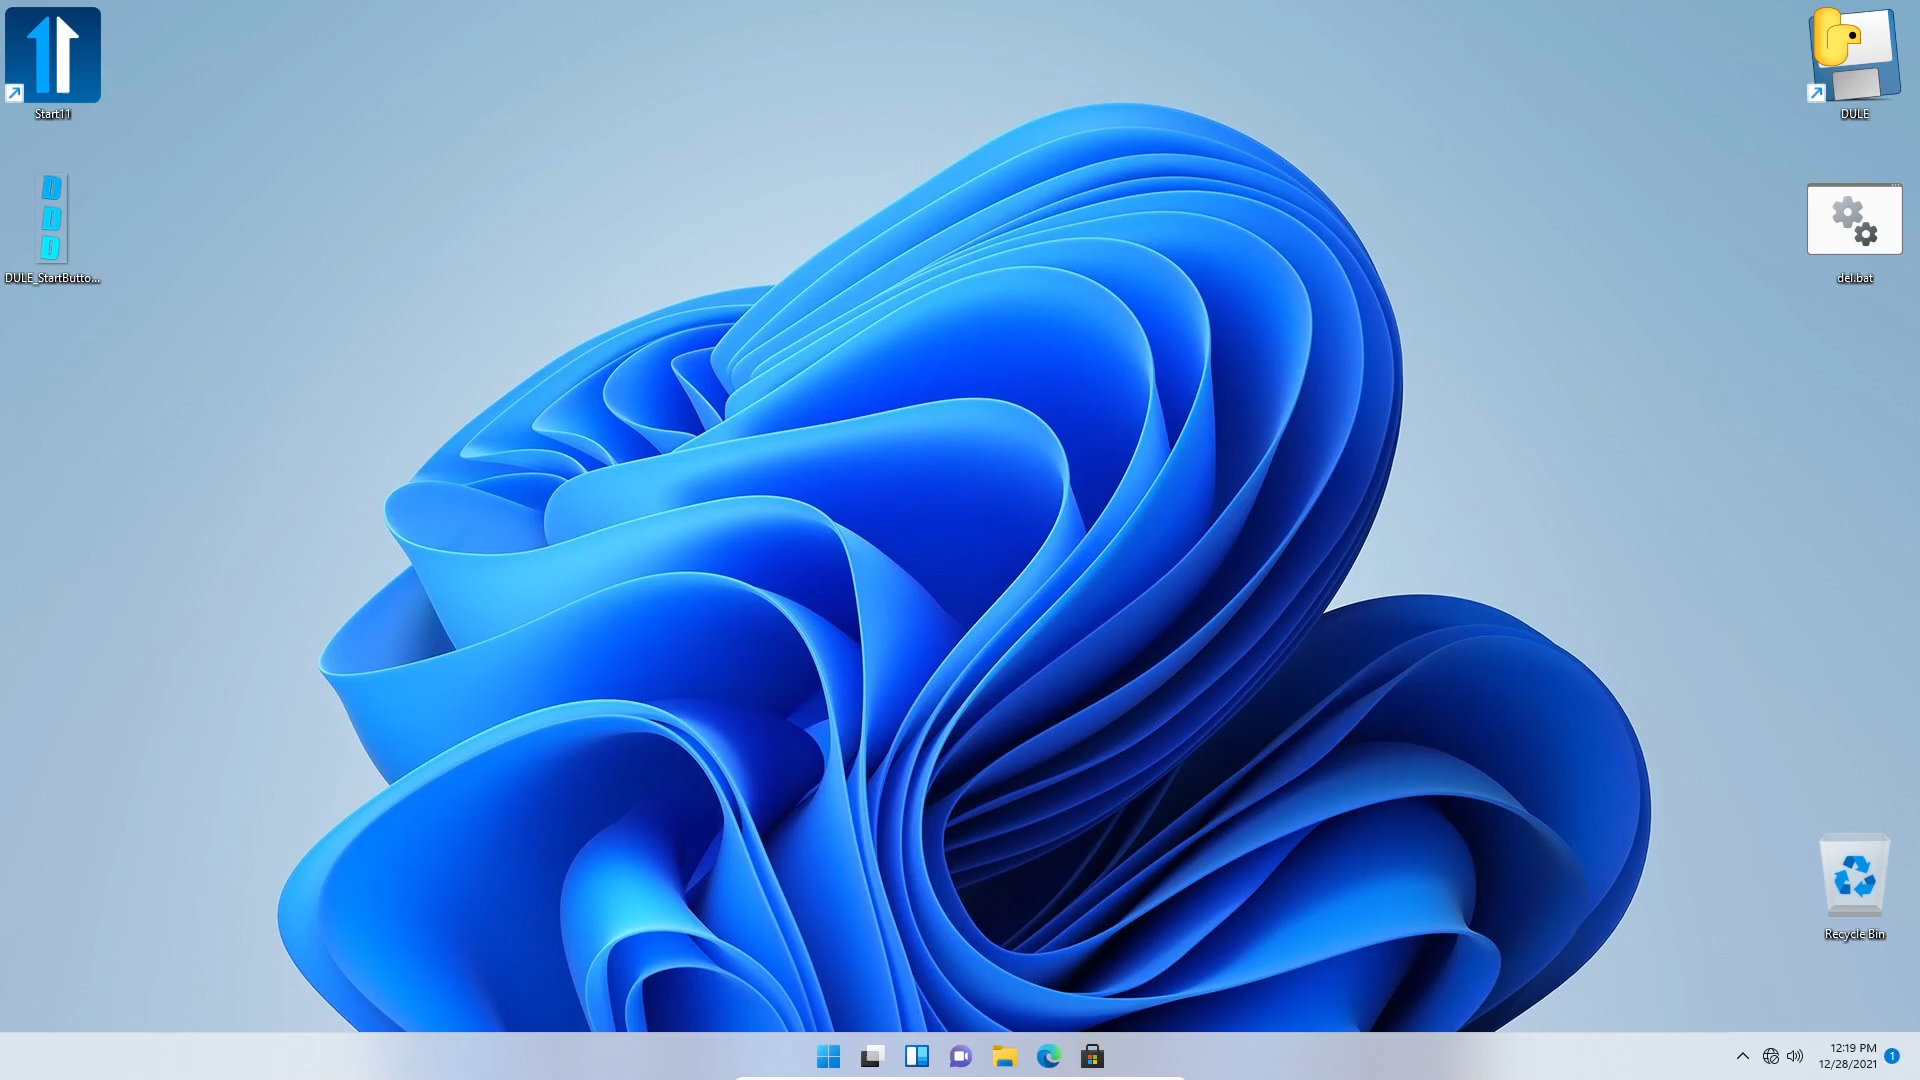 Start11
DULE
DULE_StartButto...
del.bat
Recycle Bin
12:19 PM
12/28/2021
1